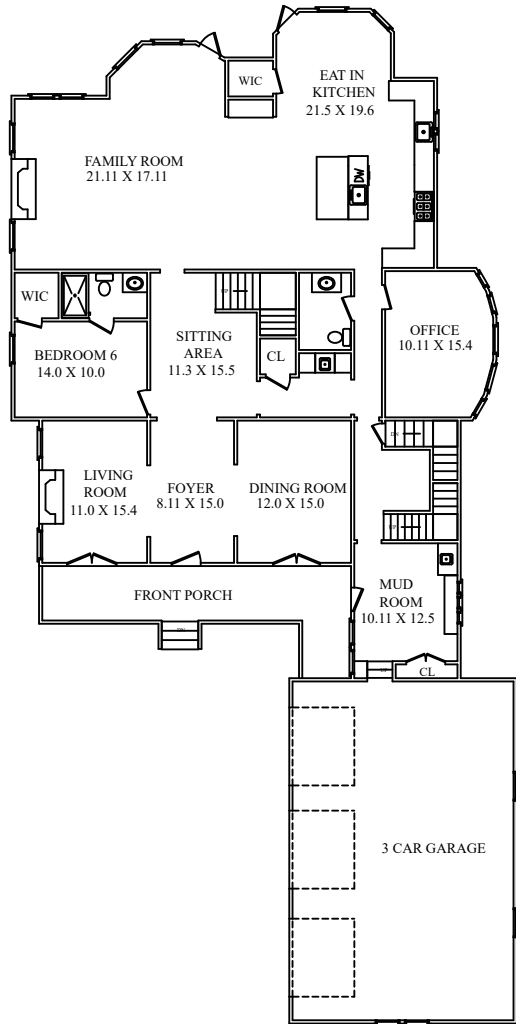 WIC
EAT IN
KITCHEN
21.5 X 19.6
FAMILY ROOM
21.11 X 17.11
DW
WIC
UP
BEDROOM 6
14.0 X 10.0
SITTING
AREA
11.3 X 15.5
CL
OFFICE
10.11 X 15.4
DN
LIVING
ROOM
11.0 X 15.4
FOYER
8.11 X 15.0
DINING ROOM
12.0 X 15.0
UP
FRONT PORCH
MUD
ROOM
10.11 X 12.5
CL
3 CAR GARAGE